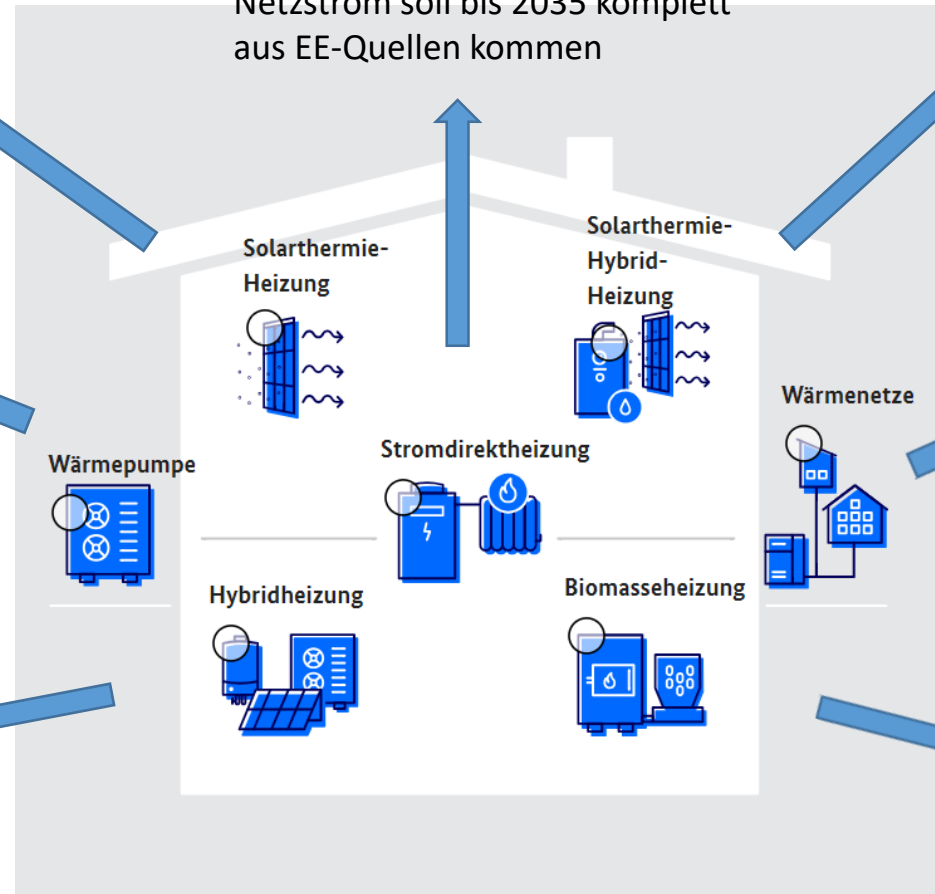 Netzstrom soll bis 2035 komplett
aus EE-Quellen kommen
Solarthermie-
Heizung
Solarthermie-
Hybrid-
Heizung
Wärmenetze
Stromdirektheizung
Wärmepumpe
Hybridheizung
Biomasseheizung